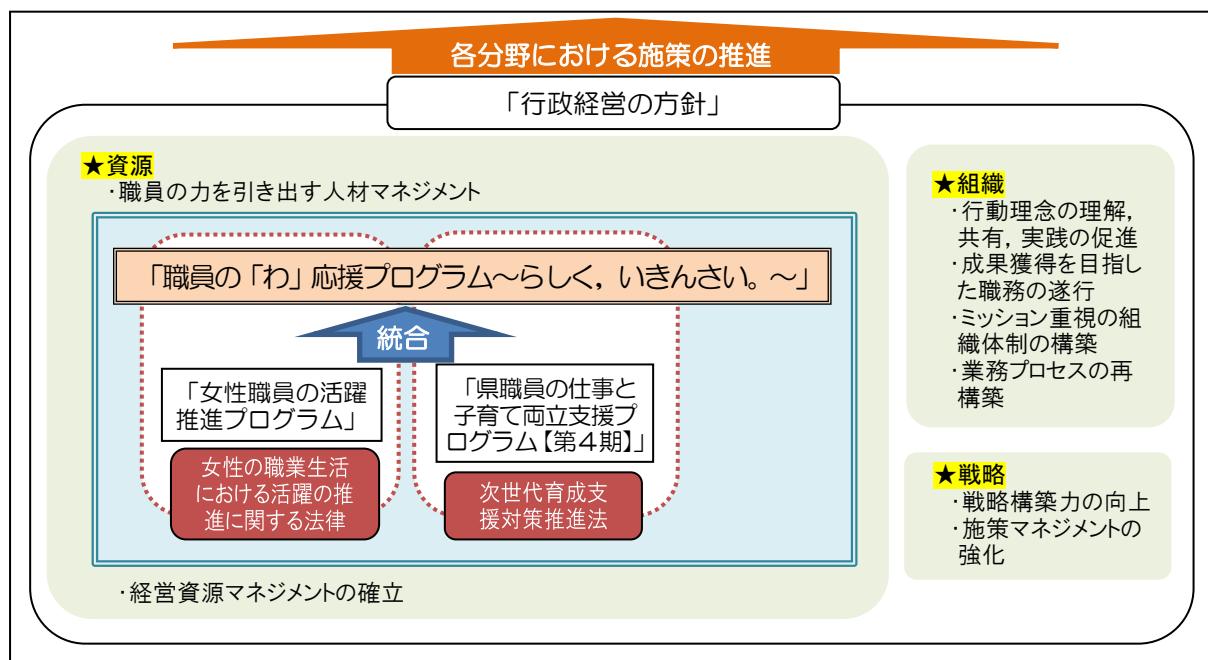 各分野における施策の推進
「行政経営の方針」
★資源
・職員の力を引き出す人材マネジメント
「職員の「わ」応援プログラム～らしく，いきんさい。～」
統合
「女性職員の活躍
推進プログラム」
「県職員の仕事と
子育て両立支援プ
ログラム【第４期】」
女性の職業生活
における活躍の推
進に関する法律
次世代育成支
援対策推進法
・経営資源マネジメントの確立
★組織
・行動理念の理解，
共有，実践の促進
・成果獲得を目指し
た職務の遂行
・ミッション重視の組
織体制の構築
・業務プロセスの再
構築
★戦略
・戦略構築力の向上
・施策マネジメントの
強化